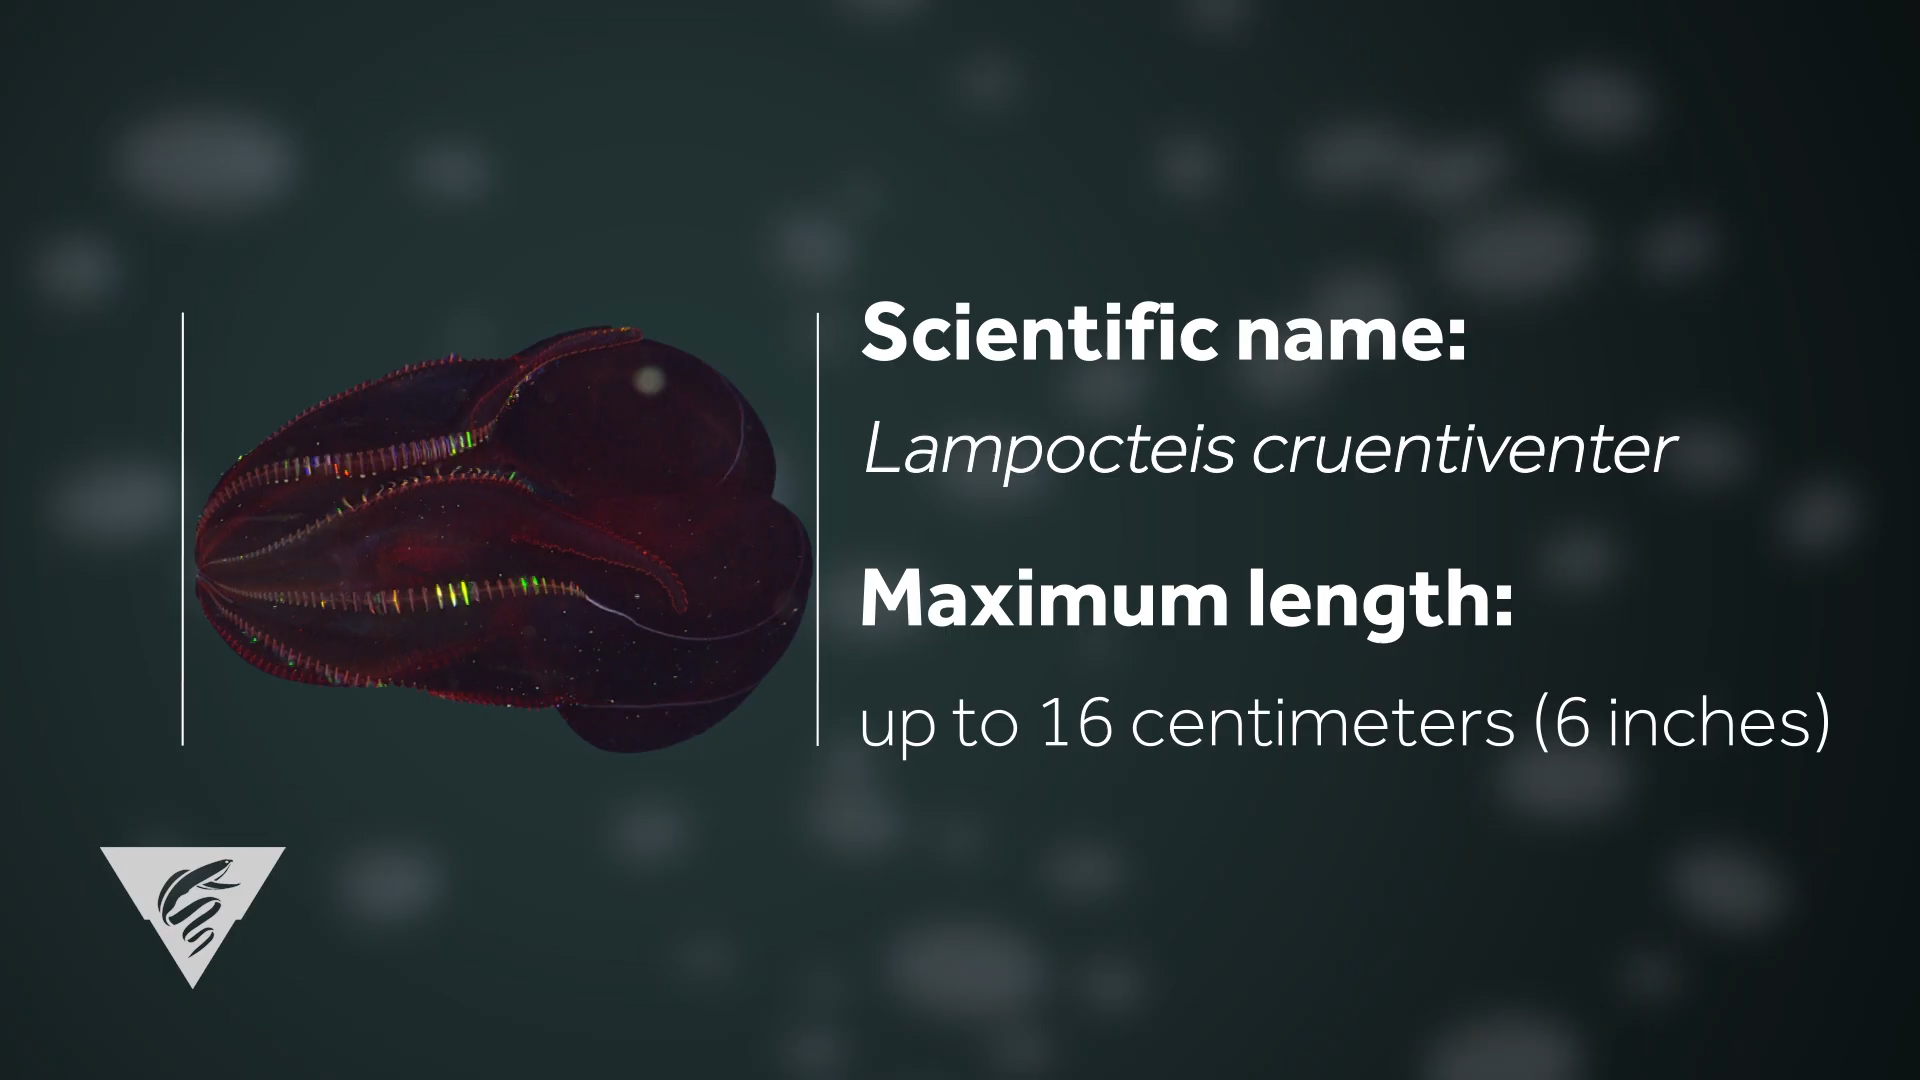 Scientific name:
Lampocteis cruentiventer
Maximum length:
up to 16 centimeters (6 inches)